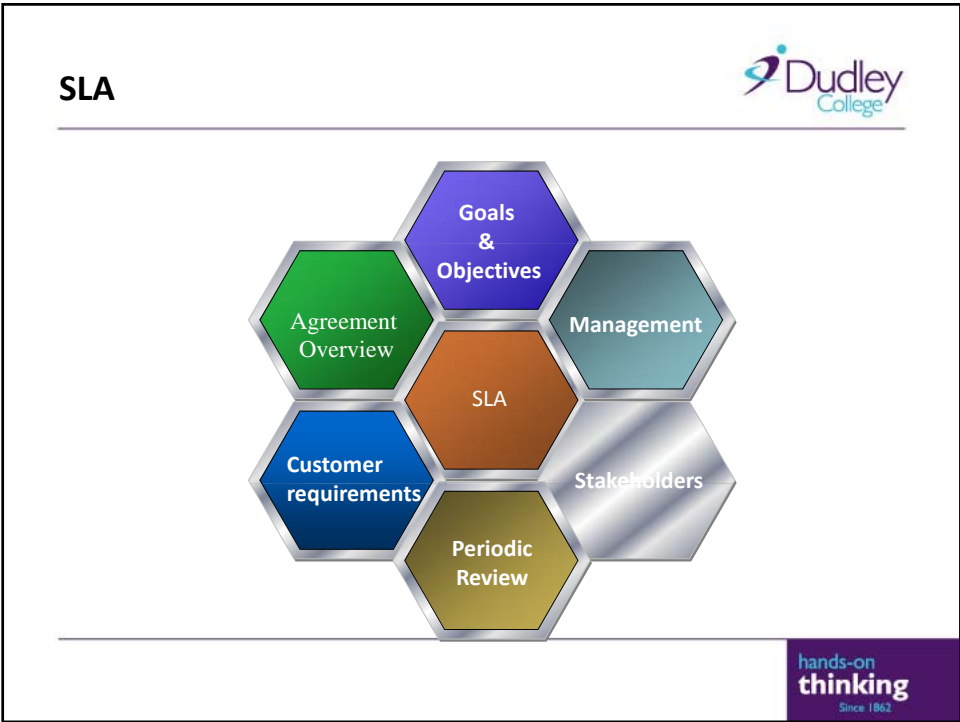 SLA
Dudley
College
Goals
&
Objectives
Agreement
Overview
Management
SLA
Customer
requirements
Stakeholders
Periodic
Review
hands-on
thinking
Since 1862